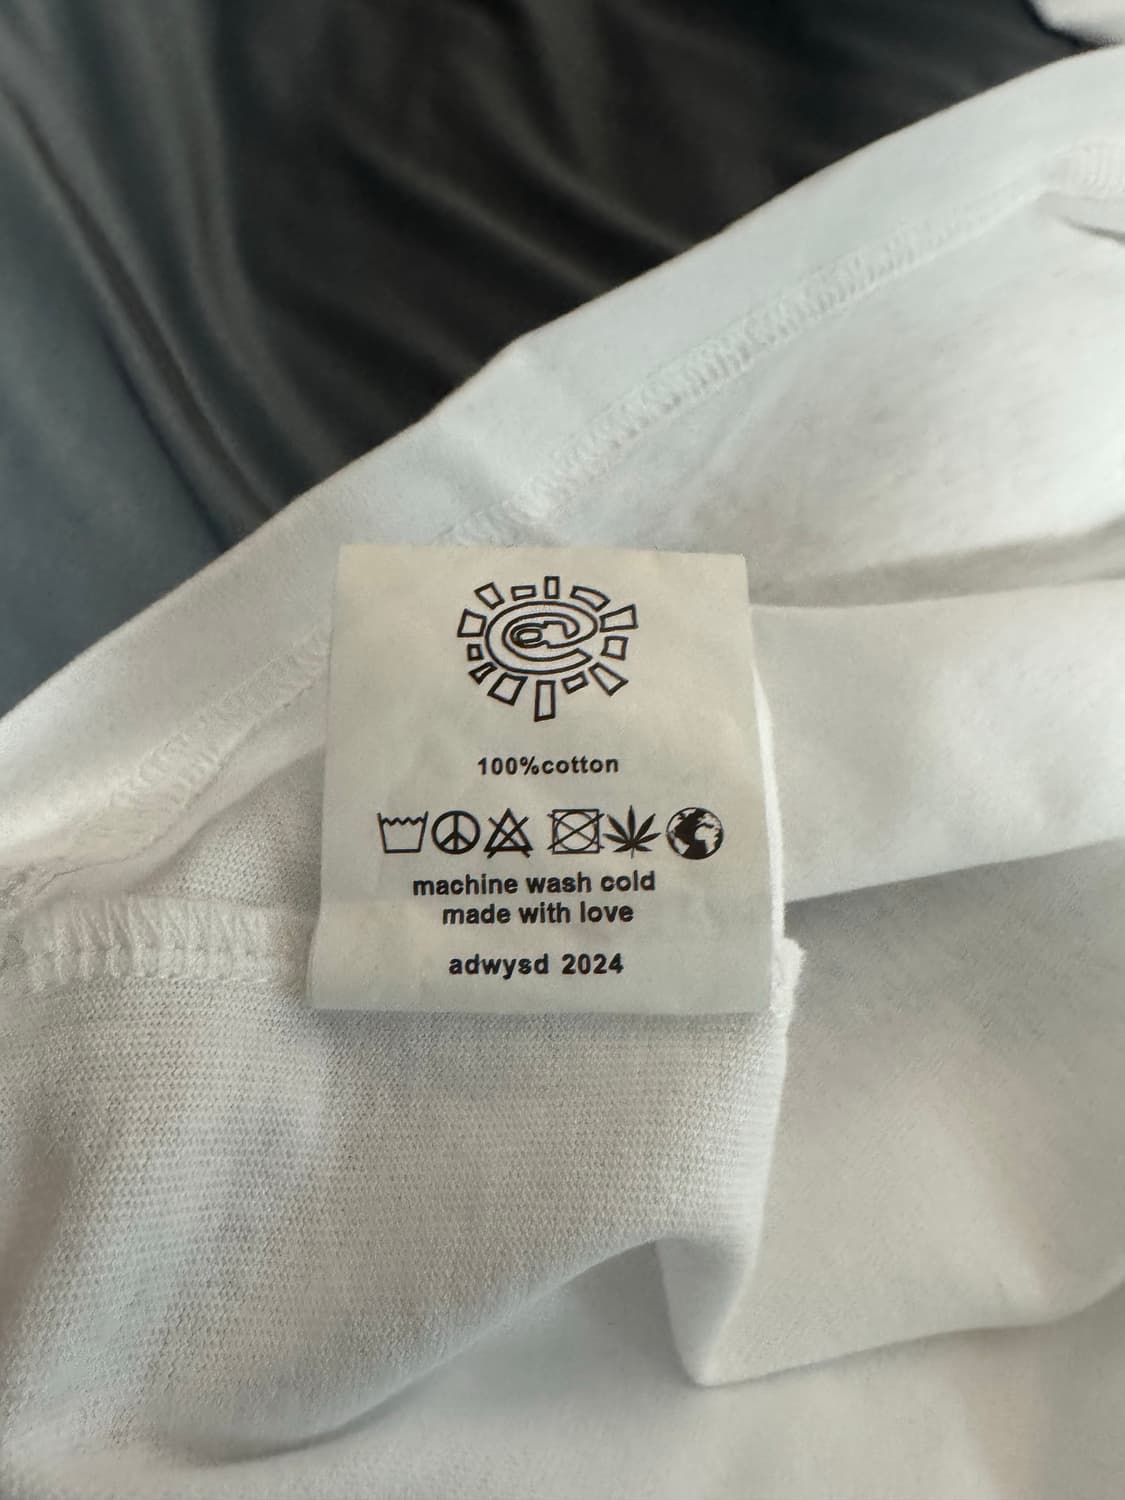 100%cotton
machine wash cold
made with love
adwysd 2024